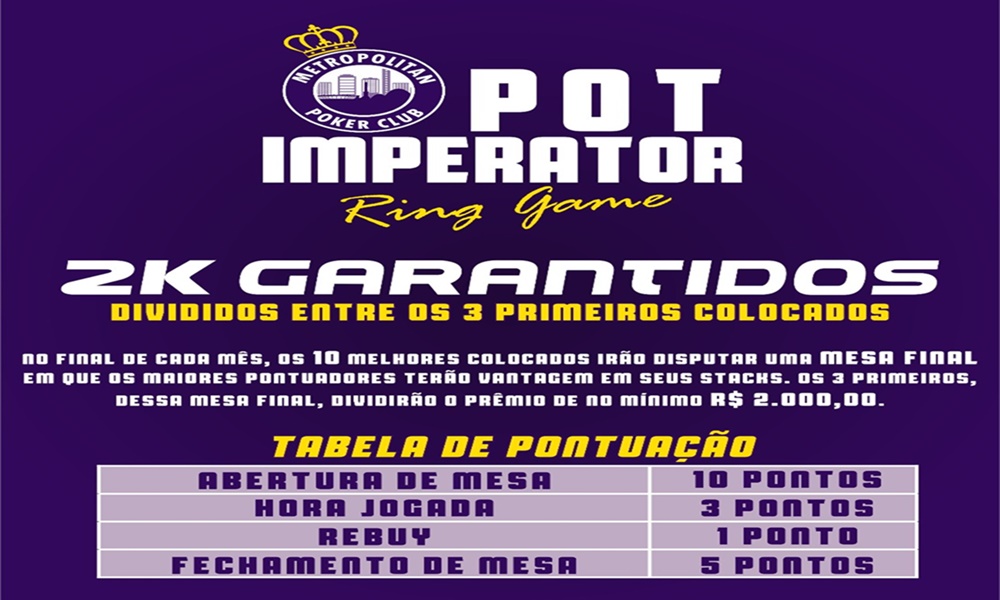 METROPOLITAN
POKER CLUB
POT
IMPERATOR
Ring Game
2K GARANTIDOS
DIVIDIDOS ENTRE OS 3 PRIMEIROS COLOCADOS
NO FINAL DE CADA MÊS, OS 10 MELHORES COLOCADOS IRÃO DISPUTAR UMA MESA FINAL
EM QUE OS MAIORES PONTUADORES TERÃO VANTAGEM EM SEUS STACKS. OS 3 PRIMEIROS,
DESSA MESA FINAL, DIVIDIRÃO O PRÊMIO DE NO MÍNIMO R$ 2.000,00.
TABELA DE PONTUAÇÃO
ABERTURA DE MESA 10 PONTOS
HORA JOGADA 3 PONTOS
REBUY 1 PONTO
FECHAMENTO DE MESA 5 PONTOS